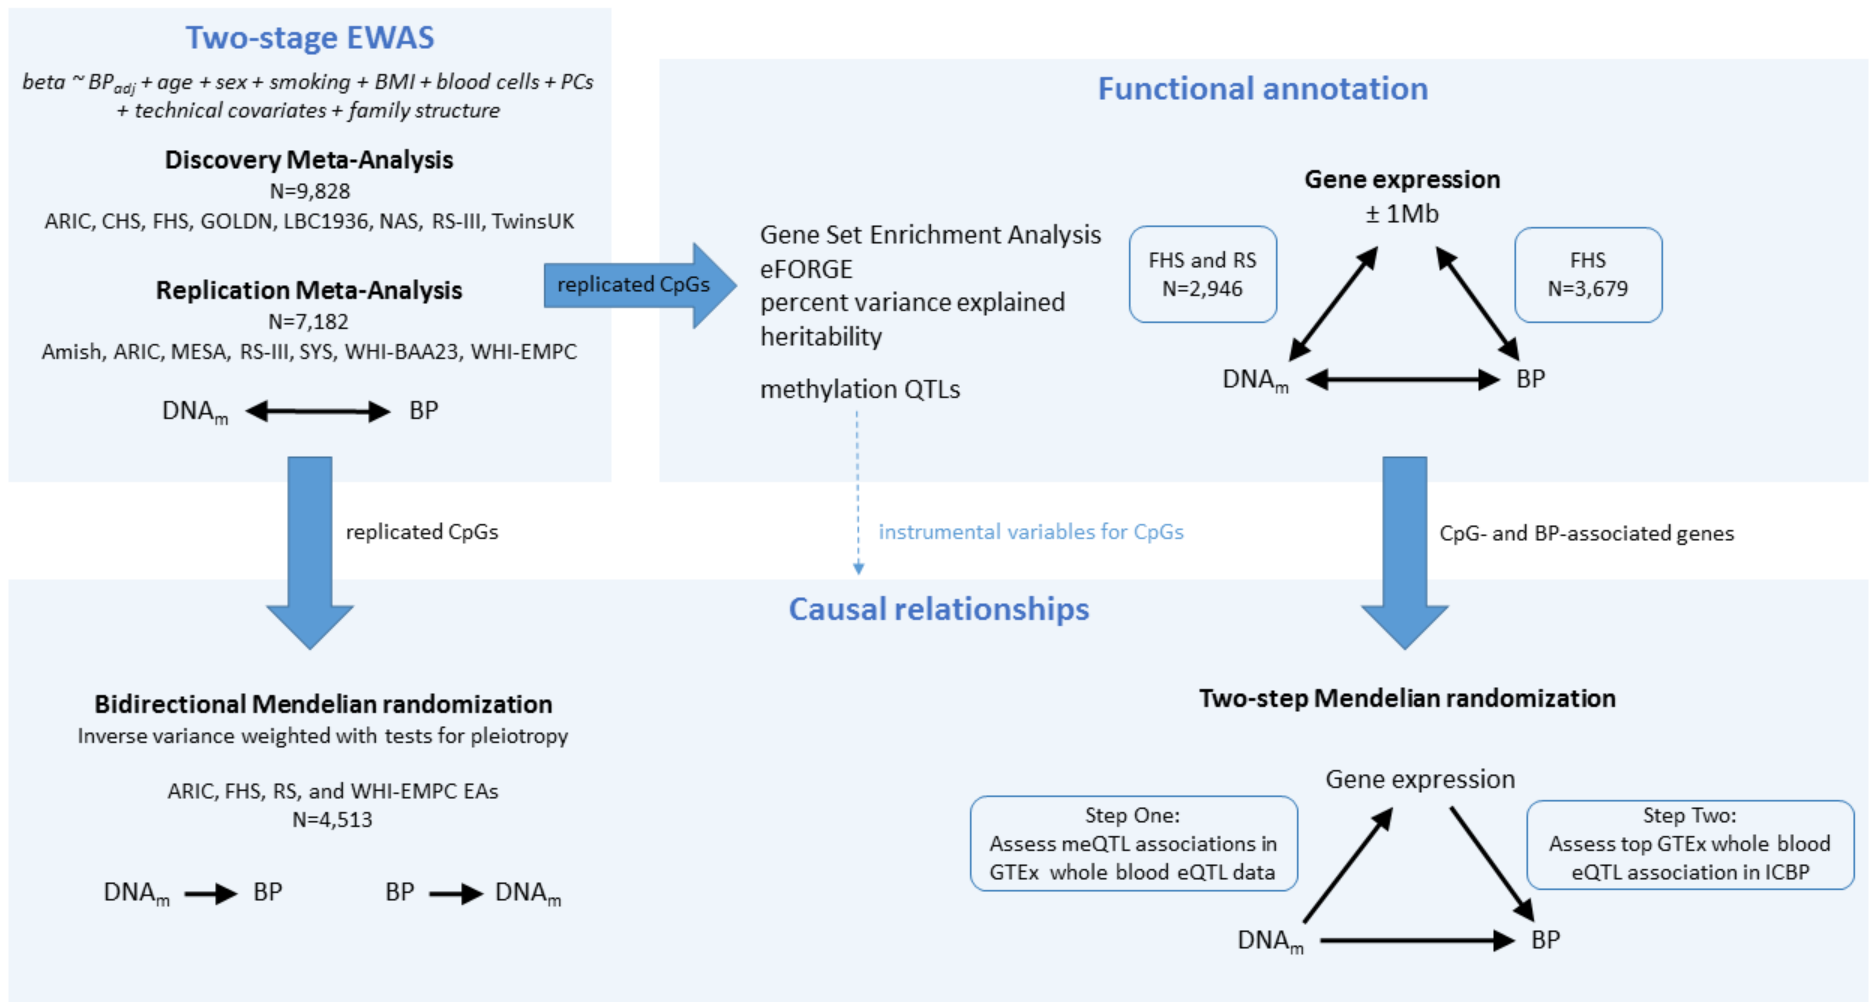 Two-stage EWAS
beta ~ BPadj + age + sex + smoking + BMI + blood cells + PCs
+ technical covariates + family structure
Discovery Meta-Analysis
N=9,828
ARIC, CHS, FHS, GOLDN, LBC1936, NAS, RS-III, TwinsUK
Replication Meta-Analysis
N=7,182
Amish, ARIC, MESA, RS-III, SYS, WHI-BAA23, WHI-EMPC
DNAm
BP
replicated CpGs
Functional annotation
Gene Set Enrichment Analysis
eFORGE
percent variance explained
heritability
methylation QTLs
Gene expression
± 1Mb
FHS and RS
N=2,946
FHS
N=3,679
DNAm
BP
replicated CpGs
instrumental variables for CpGs
CpG- and BP-associated genes
Causal relationships
Bidirectional Mendelian randomization
Inverse variance weighted with tests for pleiotropy
ARIC, FHS, RS, and WHI-EMPC EAs
N=4,513
DNAm
BP
BP
DNAm
Two-step Mendelian randomization
Gene expression
Step One:
Assess meQTL associations in
GTEx whole blood eQTL data
Step Two:
Assess top GTEx whole blood
eQTL association in ICBP
DNAm
BP